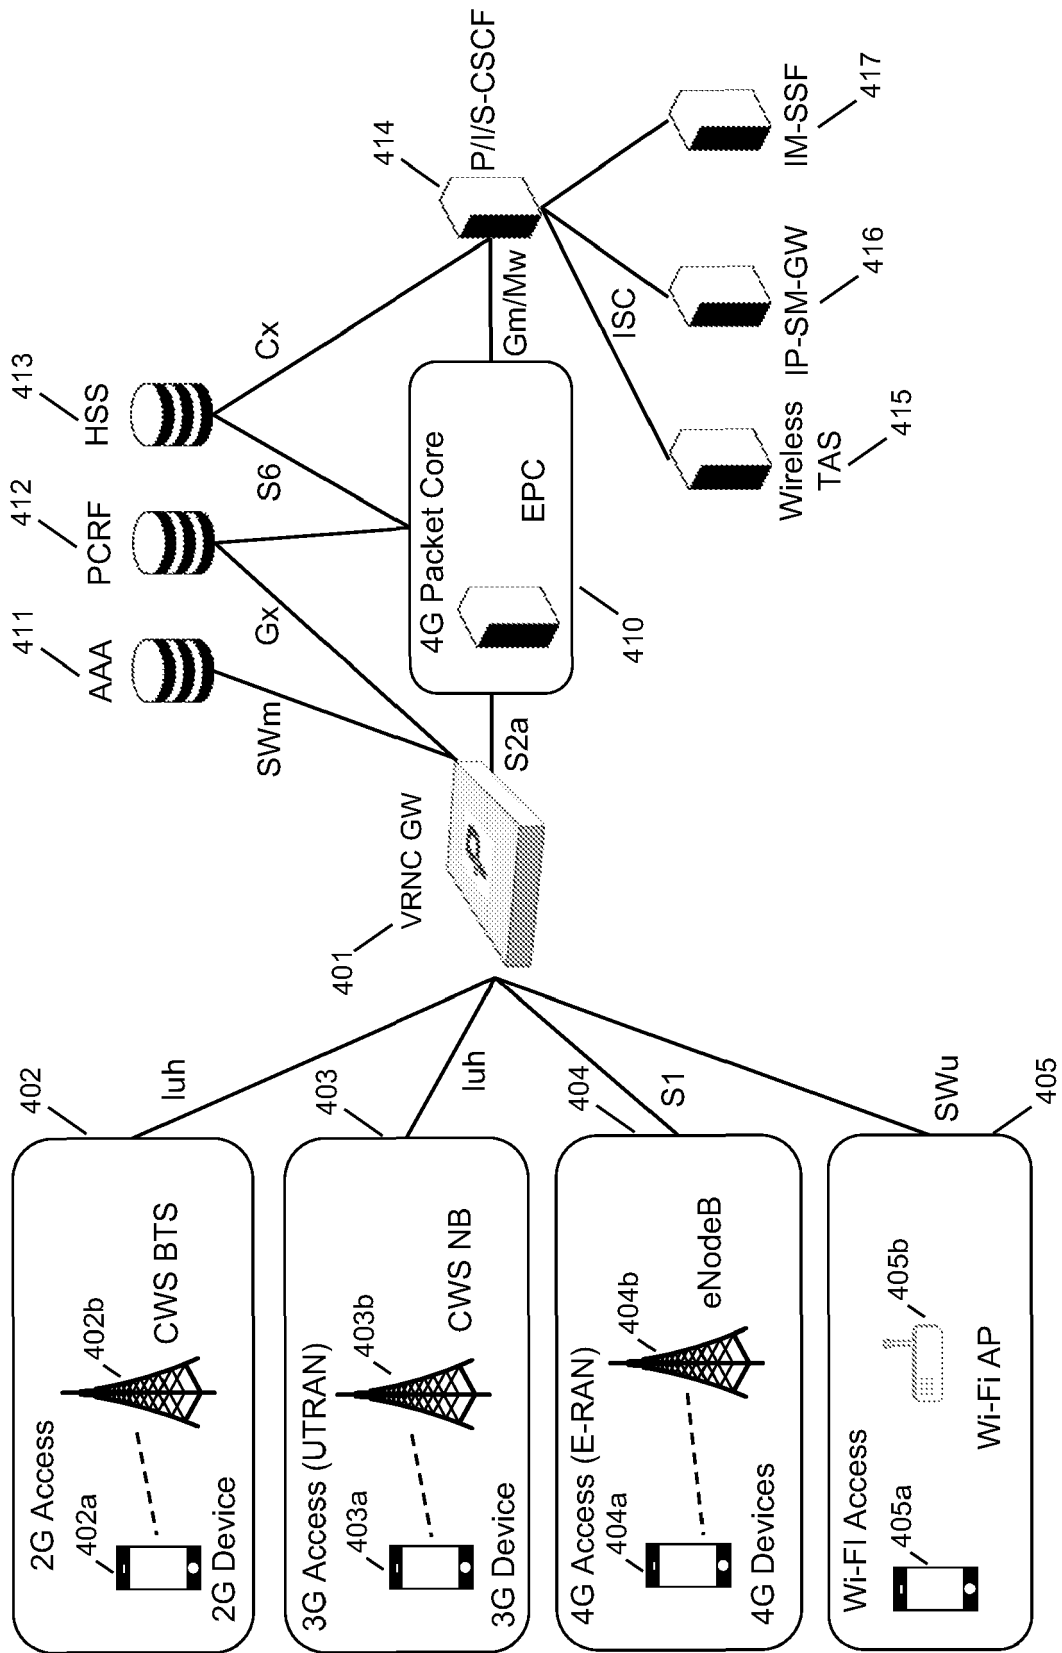 2G Access
402a
2G Device
402b
CWS BTS
402
Iuh
3G Access (UTRAN)
403a
3G Device
403b
CWS NB
403
Iuh
4G Access (E-RAN)
404a
4G Devices
404b
eNodeB
404
S1
Wi-FI Access
405a
405b
Wi-Fi AP
405
SWu
401
VRNC GW
S2a
SWm
Gx
S6
Cx
411
AAA
412
PCRF
413
HSS
4G Packet Core
EPC
410
Gm/Mw
414
P/I/S-CSCF
ISC
Wireless
TAS
415
IP-SM-GW
416
IM-SSF
417